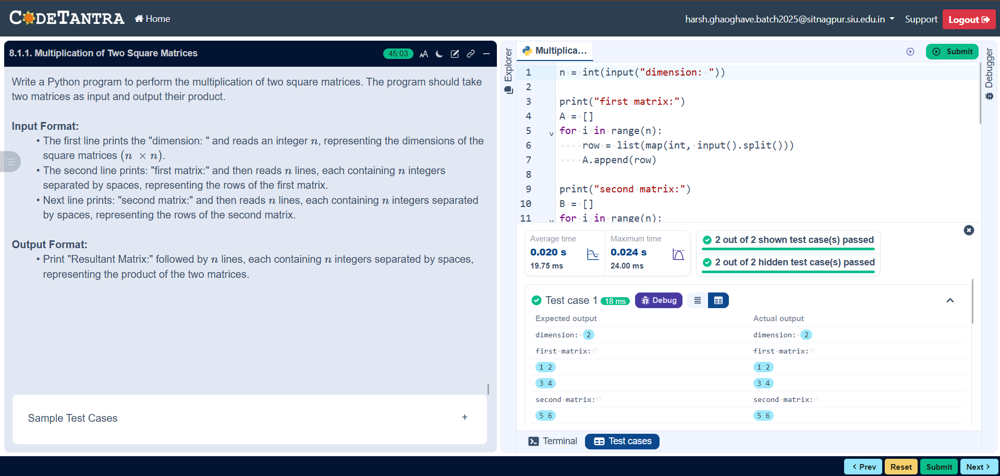 CODETANTRA Home
harsh.ghaoghave.batch2025@sitnagpur.siu.edu.in Support Logout
8.1.1. Multiplication of Two Square Matrices
45:03
Write a Python program to perform the multiplication of two square matrices. The program should take
two matrices as input and output their product.
Input Format:
• The first line prints the "dimension: " and reads an integer n, representing the dimensions of the
square matrices (n × n).
• The second line prints: "first matrix:" and then reads n lines, each containing n integers
separated by spaces, representing the rows of the first matrix.
• Next line prints: "second matrix:" and then reads n lines, each containing n integers separated
by spaces, representing the rows of the second matrix.
Output Format:
• Print "Resultant Matrix:" followed by n lines, each containing n integers separated by spaces,
representing the product of the two matrices.
Sample Test Cases +
Explorer
Multiplica...
Submit
Debugger
1 n = int(input("dimension: "))
2
3 print("first matrix:")
4 A = []
5 for i in range(n):
6 row = list(map(int, input().split()))
7 A.append(row)
8
9 print("second matrix:")
10 B = []
11 for i in range(n):
Average time
0.020 s
19.75 ms
Maximum time
0.024 s
24.00 ms
2 out of 2 shown test case(s) passed
2 out of 2 hidden test case(s) passed
Test case 1 18 ms Debug
Expected output Actual output
dimension: 2 dimension: 2
first matrix: first matrix:
1 2 1 2
3 4 3 4
second matrix: second matrix:
5 6 5 6
Terminal Test cases
< Prev Reset Submit Next >